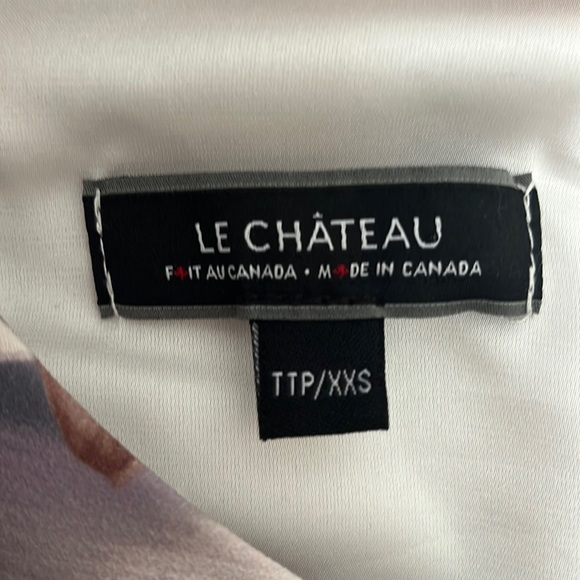 LE CHÂTEAU
FAIT AU CANADA • MADE IN CANADA
TTP/XXS